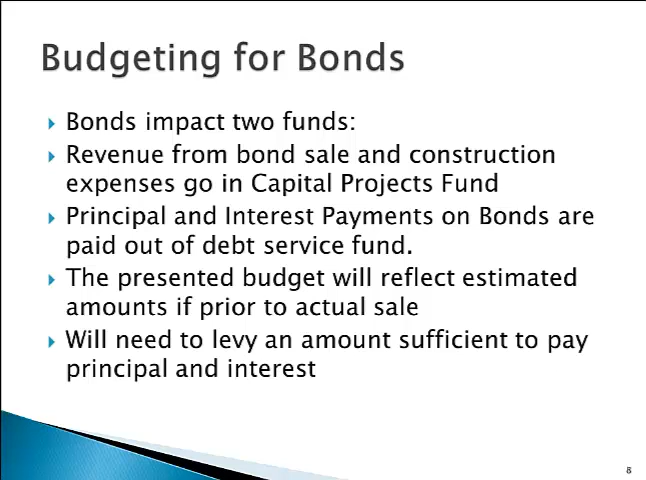 Budgeting for Bonds
Bonds impact two funds:
Revenue from bond sale and construction
expenses go in Capital Projects Fund
Principal and Interest Payments on Bonds are
paid out of debt service fund.
The presented budget will reflect estimated
amounts if prior to actual sale
Will need to levy an amount sufficient to pay
principal and interest
8